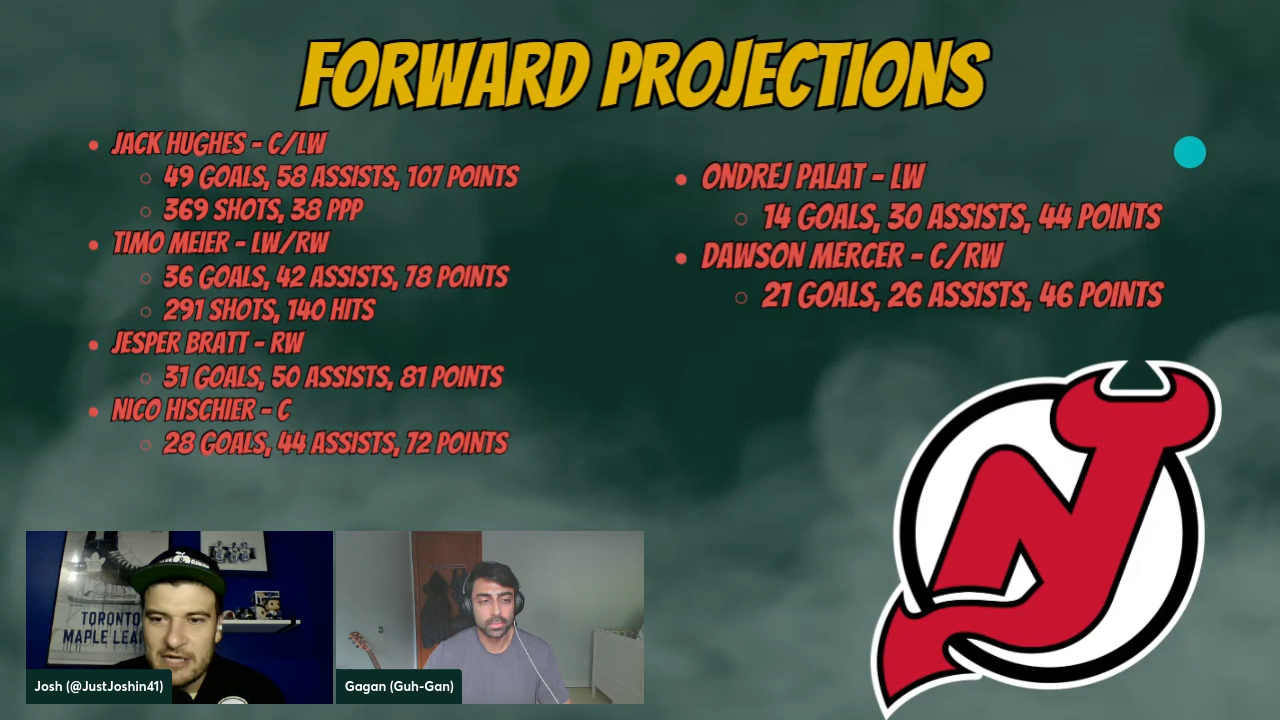 FORWARD PROJECTIONS
JACK HUGHES - C/LW
49 GOALS, 58 ASSISTS, 107 POINTS
369 SHOTS, 38 PPP
TIMO MEIER - LW/RW
36 GOALS, 42 ASSISTS, 78 POINTS
291 SHOTS, 140 HITS
JESPER BRATT - RW
31 GOALS, 50 ASSISTS, 81 POINTS
NICO HISCHIER - C
28 GOALS, 44 ASSISTS, 72 POINTS
ONDREJ PALAT - LW
14 GOALS, 30 ASSISTS, 44 POINTS
DAWSON MERCER - C/RW
21 GOALS, 26 ASSISTS, 46 POINTS
TORONTO
MAPLE LEA
Josh (@JustJoshin41)
Gagan (Guh-Gan)